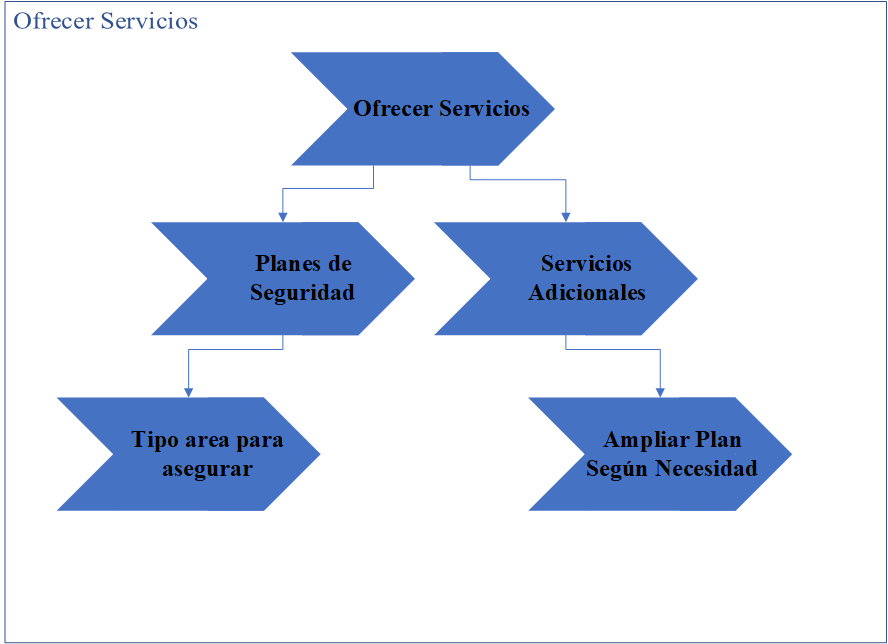 Ofrecer Servicios
Ofrecer Servicios
Planes de
Seguridad
Servicios
Adicionales
Tipo area para
asegurar
Ampliar Plan
Según Necesidad